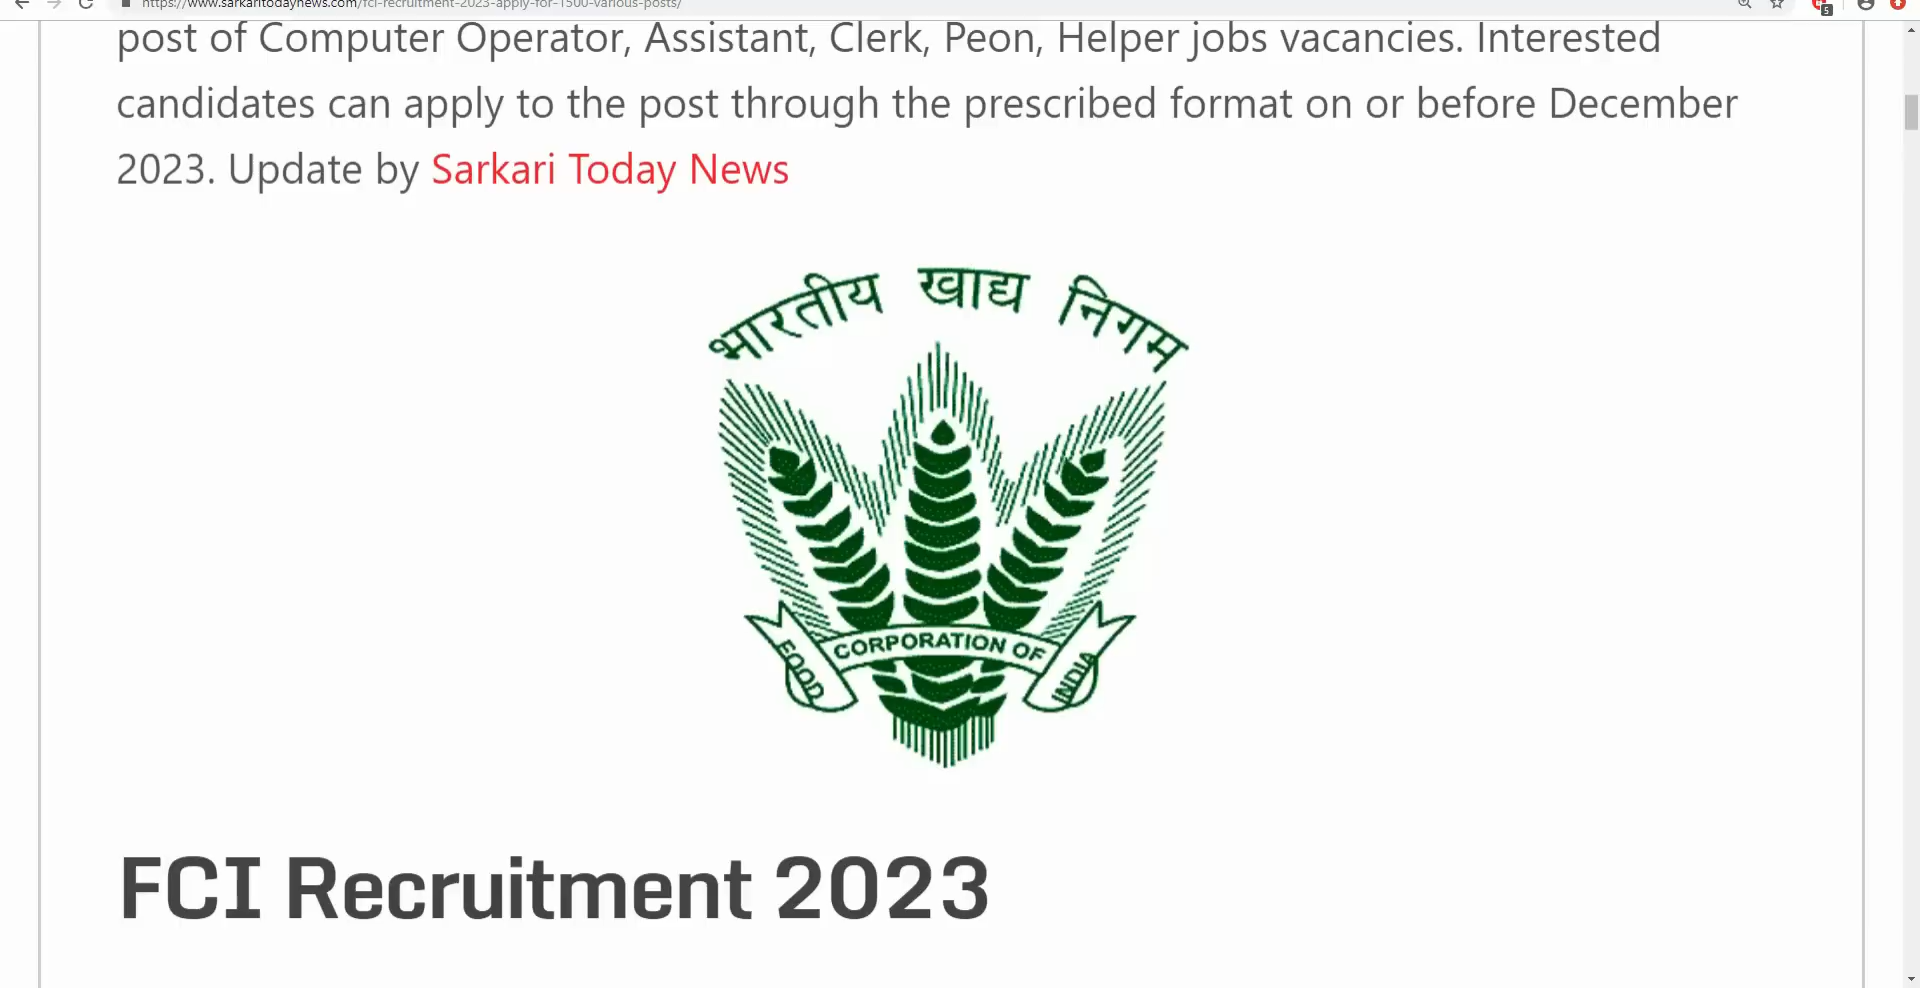 https://www.sarkaritodaynews.com/fci-recruitment-2023-apply-for-1500-various-posts/
5
post of Computer Operator, Assistant, Clerk, Peon, Helper jobs vacancies. Interested
candidates can apply to the post through the prescribed format on or before December
2023. Update by Sarkari Today News
भारतीय खाद्य निगम
FOOD CORPORATION OF INDIA
FCI Recruitment 2023